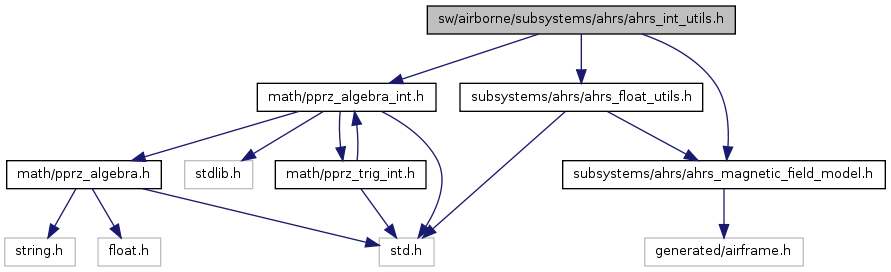 sw/airborne/subsystems/ahrs/ahrs_int_utils.h
math/pprz_algebra_int.h
subsystems/ahrs/ahrs_float_utils.h
math/pprz_algebra.h
stdlib.h
math/pprz_trig_int.h
subsystems/ahrs/ahrs_magnetic_field_model.h
string.h
float.h
std.h
generated/airframe.h